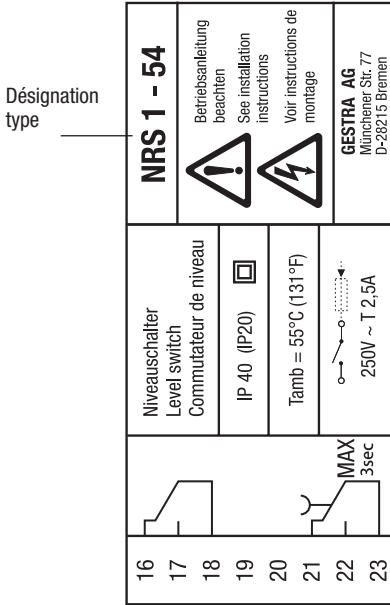 Désignation
type
NRS 1 - 54
Betriebsanleitung
beachten
See installation
instructions
Voir instructions de
montage
GESTRA AG
Münchener Str. 77
D-28215 Bremen
Niveauschalter
Level switch
Commutateur de niveau
IP 40 (IP20)
Tamb = 55°C (131°F)
250V ~ T 2,5A
MAX
3sec
16
17
18
19
20
21
22
23